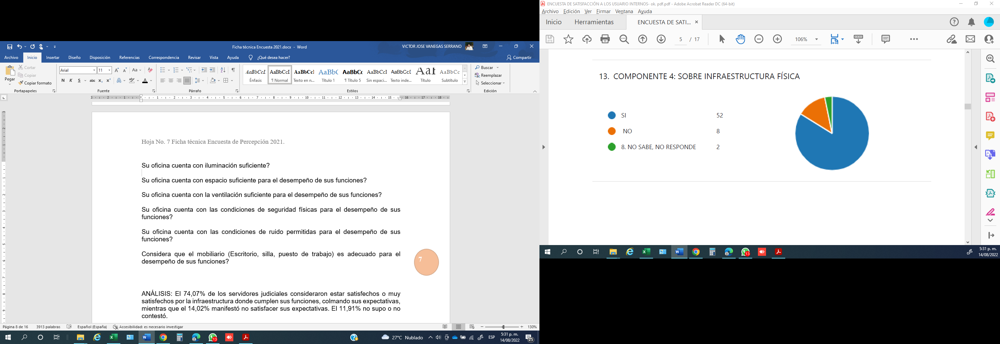 Ficha técnica Encuesta 2021.docx - Word
VICTOR JOSE VANEGAS SERRANO
Archivo Inicio Insertar Diseño Disposición Referencias Correspondencia Revisar Vista Ayuda ¿Qué desea hacer? Compartir
Pegar
Cortar
Copiar
Copiar formato
Portapapeles
Arial 11
N K S abc x₂ x²
Fuente
Párrafo
AaBbCcI AaBbCcI AaBbCcI AaBbC AaBbCc AaBbCcI AaBbCcI AaI AaBbCc
Énfasis ¶ Normal Texto en n... Título 1 ¶ Título 5 Sin espaci... Texto inde... Título Subtítulo
Estilos
Buscar
Reemplazar
Seleccionar
Edición
Hoja No. 7 Ficha técnica Encuesta de Percepción 2021.
Su oficina cuenta con iluminación suficiente?
Su oficina cuenta con espacio suficiente para el desempeño de sus funciones?
Su oficina cuenta con la ventilación suficiente para el desempeño de sus funciones?
Su oficina cuenta con las condiciones de seguridad físicas para el desempeño de sus
funciones?
Su oficina cuenta con las condiciones de ruido permitidas para el desempeño de sus
funciones?
Considera que el mobiliario (Escritorio, silla, puesto de trabajo) es adecuado para el
desempeño de sus funciones?
7
ANÁLISIS: El 74,07% de los servidores judiciales consideraron estar satisfechos o muy
satisfechos por la infraestructura donde cumplen sus funciones, colmando sus expectativas,
mientras que el 14,02% manifestó no satisfacer sus expectativas. El 11,91% no supo o no
contestó.
Página 8 de 16 3913 palabras Español (España) Accesibilidad: es necesario investigar 130%
27°C Nublado ESP 5:31 p. m.
14/08/2022
25
13
ENCUESTA DE SATISFACCIÓN A LOS USUARIO INTERNOS- ok. pdf.pdf - Adobe Acrobat Reader DC (64-bit)
Archivo Edición Ver Firmar Ventana Ayuda
Inicio Herramientas ENCUESTA DE SATI... ×
5 / 17 106%
13. COMPONENTE 4: SOBRE INFRAESTRUCTURA FÍSICA
SI 52
NO 8
8. NO SABE, NO RESPONDE 2
13
5:31 p. m.
14/08/2022